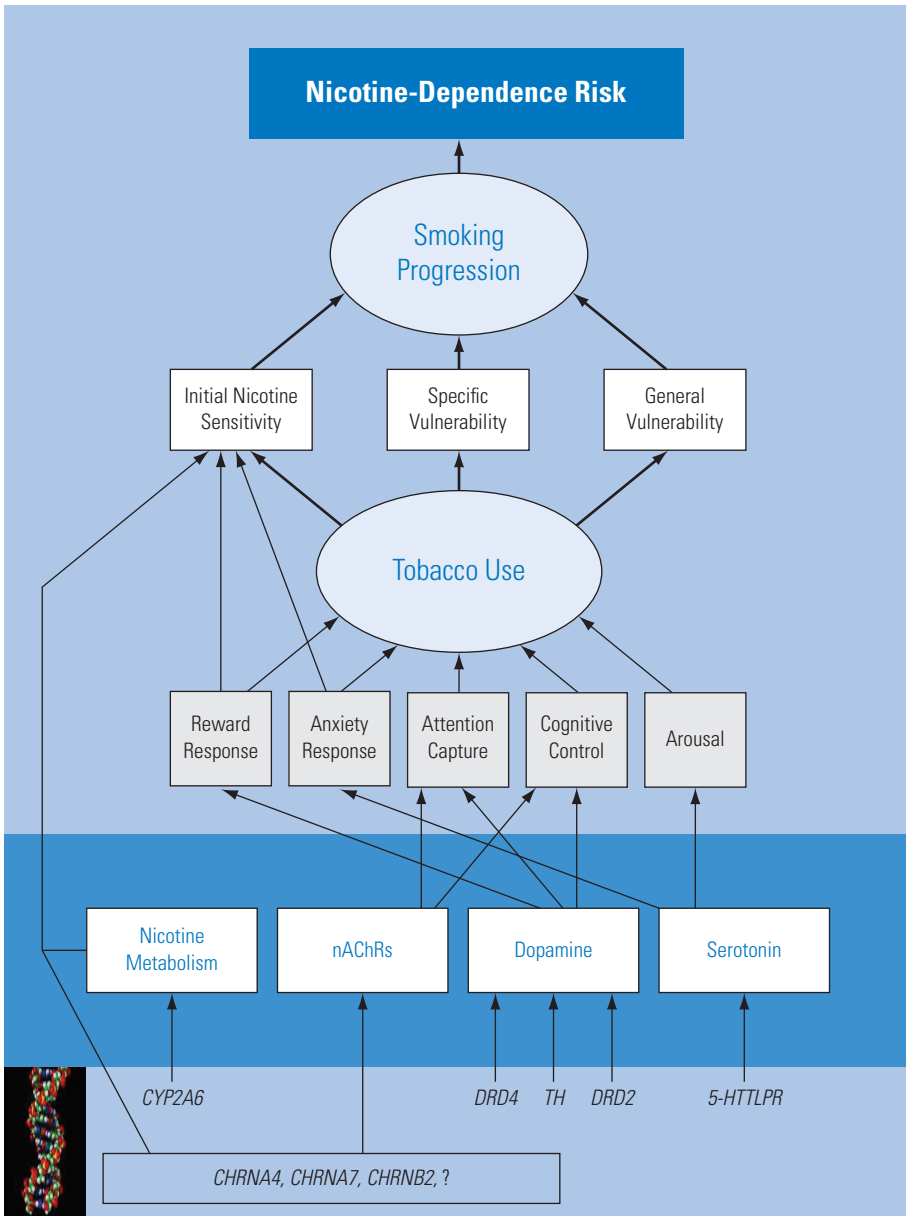 Nicotine-Dependence Risk
Smoking
Progression
Initial Nicotine
Sensitivity
Specific
Vulnerability
General
Vulnerability
Tobacco Use
Reward
Response
Anxiety
Response
Attention
Capture
Cognitive
Control
Arousal
Nicotine
Metabolism
nAChRs
Dopamine
Serotonin
CYP2A6
DRD4
TH
DRD2
5-HTTLPR
CHRNA4, CHRNA7, CHRNB2, ?